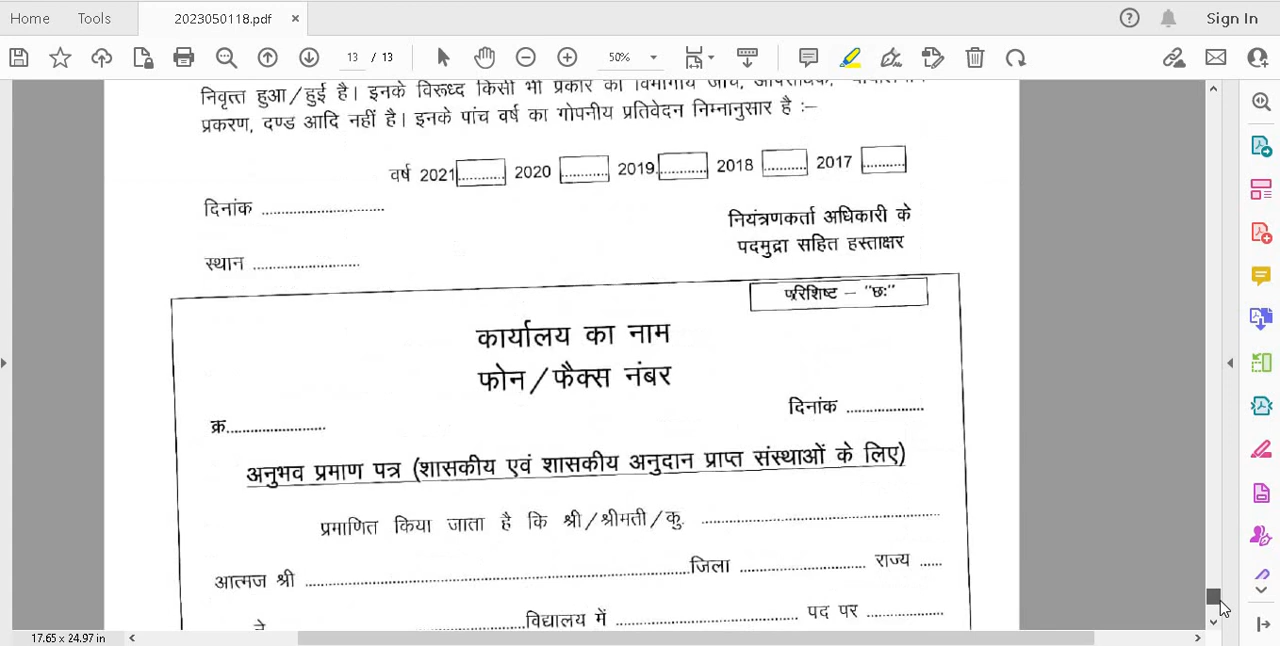 Home Tools 2023050118.pdf × Sign In
13 / 13 50%
निवृत्त हुआ/हुई है। इनके विरूध्द किसी भी प्रकार की विभागीय जांच,
प्रकरण, दण्ड आदि नहीं है। इनके पांच वर्ष का गोपनीय प्रतिवेदन निम्नानुसार है :–
वर्ष 2021 .......... 2020 .......... 2019 .......... 2018 .......... 2017 ..........
दिनांक ..............................
नियंत्रणकर्ता अधिकारी के
पदमुद्रा सहित हस्ताक्षर
स्थान ..........................
परिशिष्ट – "छः"
कार्यालय का नाम
फोन/फैक्स नंबर
दिनांक ...................
क्र.........................
अनुभव प्रमाण पत्र (शासकीय एवं शासकीय अनुदान प्राप्त संस्थाओं के लिए)
प्रमाणित किया जाता है कि श्री/श्रीमती/कु. ............................................................
आत्मज श्री ................................................................................जिला .............................. राज्य ......
ने ............................................................विद्यालय में ............................................. पद पर ...................
17.65 x 24.97 in